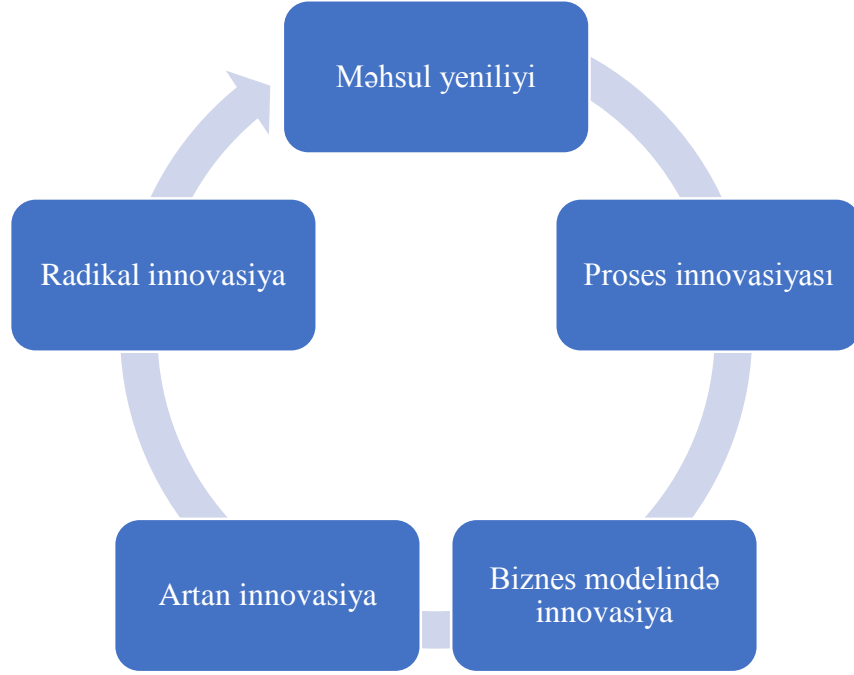 Məhsul yeniliyi
Proses innovasiyası
Biznes modelində
innovasiya
Artan innovasiya
Radikal innovasiya